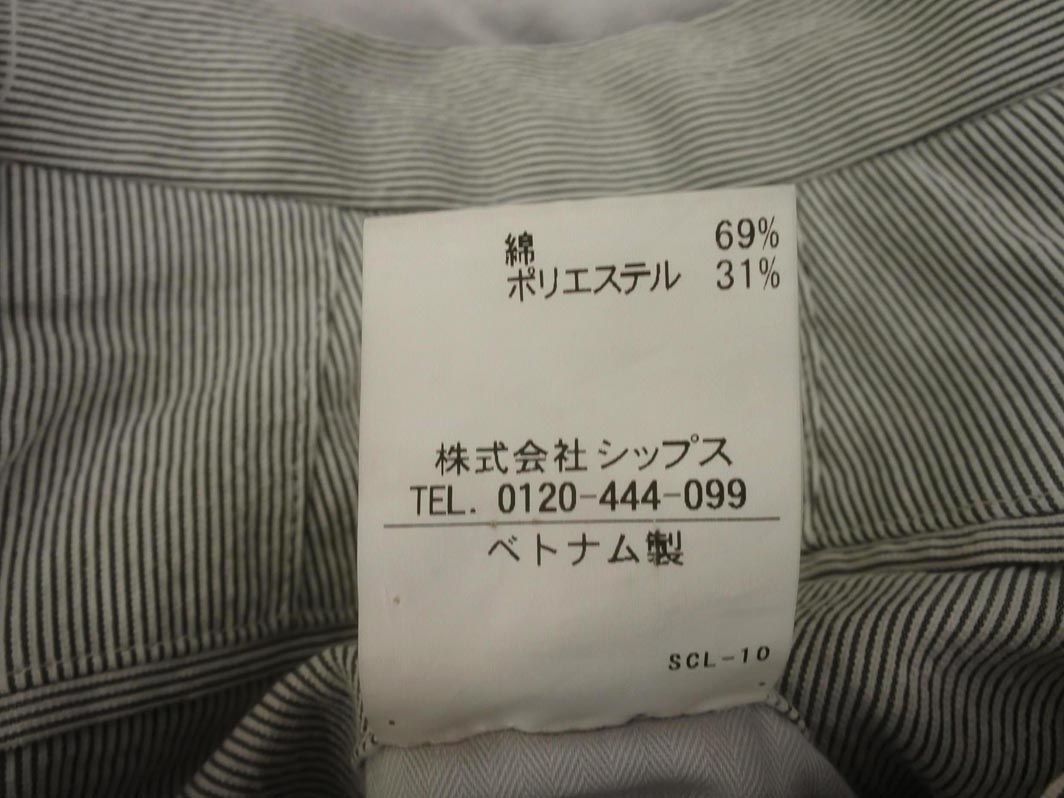 綿 69%
ポリエステル 31%
株式会社シップス
TEL. 0120-444-099
ベトナム製
SCL-10